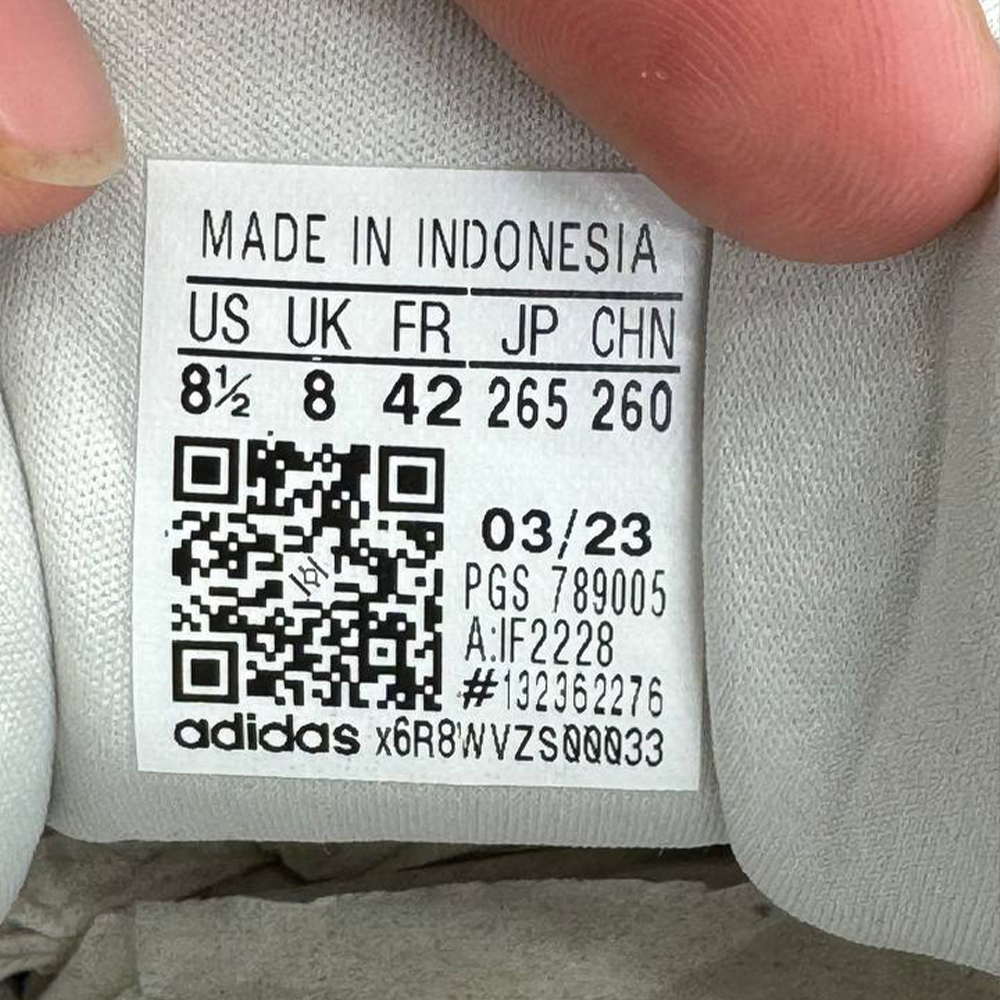 MADE IN INDONESIA
US UK FR JP CHN
8½ 8 42 265 260
03/23
PGS 789005
A:IF2228
#132362276
adidas x6R8WVZS00033